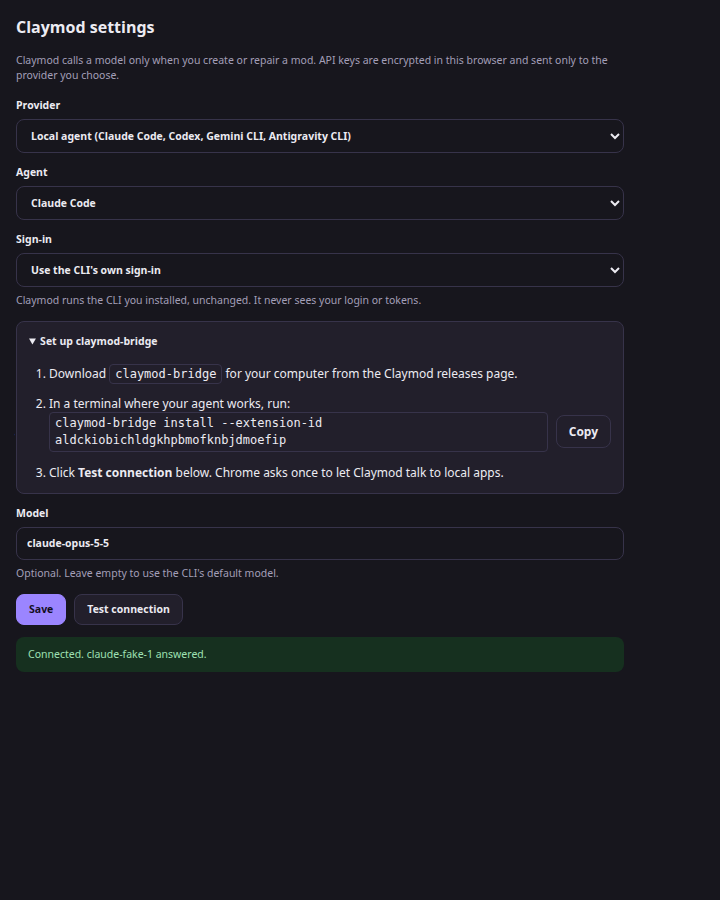 Claymod settings
Claymod calls a model only when you create or repair a mod. API keys are encrypted in this browser and sent only to the
provider you choose.
Provider
Local agent (Claude Code, Codex, Gemini CLI, Antigravity CLI)
Agent
Claude Code
Sign-in
Use the CLI's own sign-in
Claymod runs the CLI you installed, unchanged. It never sees your login or tokens.
▼ Set up claymod-bridge
1. Download claymod-bridge for your computer from the Claymod releases page.
2. In a terminal where your agent works, run:
claymod-bridge install --extension-id
aldckiobichldgkhpbmofknbjdmoefip
Copy
3. Click Test connection below. Chrome asks once to let Claymod talk to local apps.
Model
claude-opus-5-5
Optional. Leave empty to use the CLI's default model.
Save
Test connection
Connected. claude-fake-1 answered.